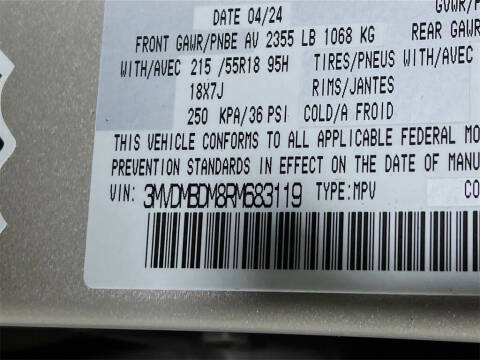 GVWR/P
DATE 04/24
FRONT GAWR/PNBE AV 2355 LB 1068 KG REAR GAWR
WITH/AVEC 215 /55R18 95H TIRES/PNEUS WITH/AVEC
18X7J RIMS/JANTES
250 KPA/36 PSI COLD/A FROID
THIS VEHICLE CONFORMS TO ALL APPLICABLE FEDERAL MO
PREVENTION STANDARDS IN EFFECT ON THE DATE OF MANU
VIN: 3MVDMBDM8RM683119 TYPE:MPV CO